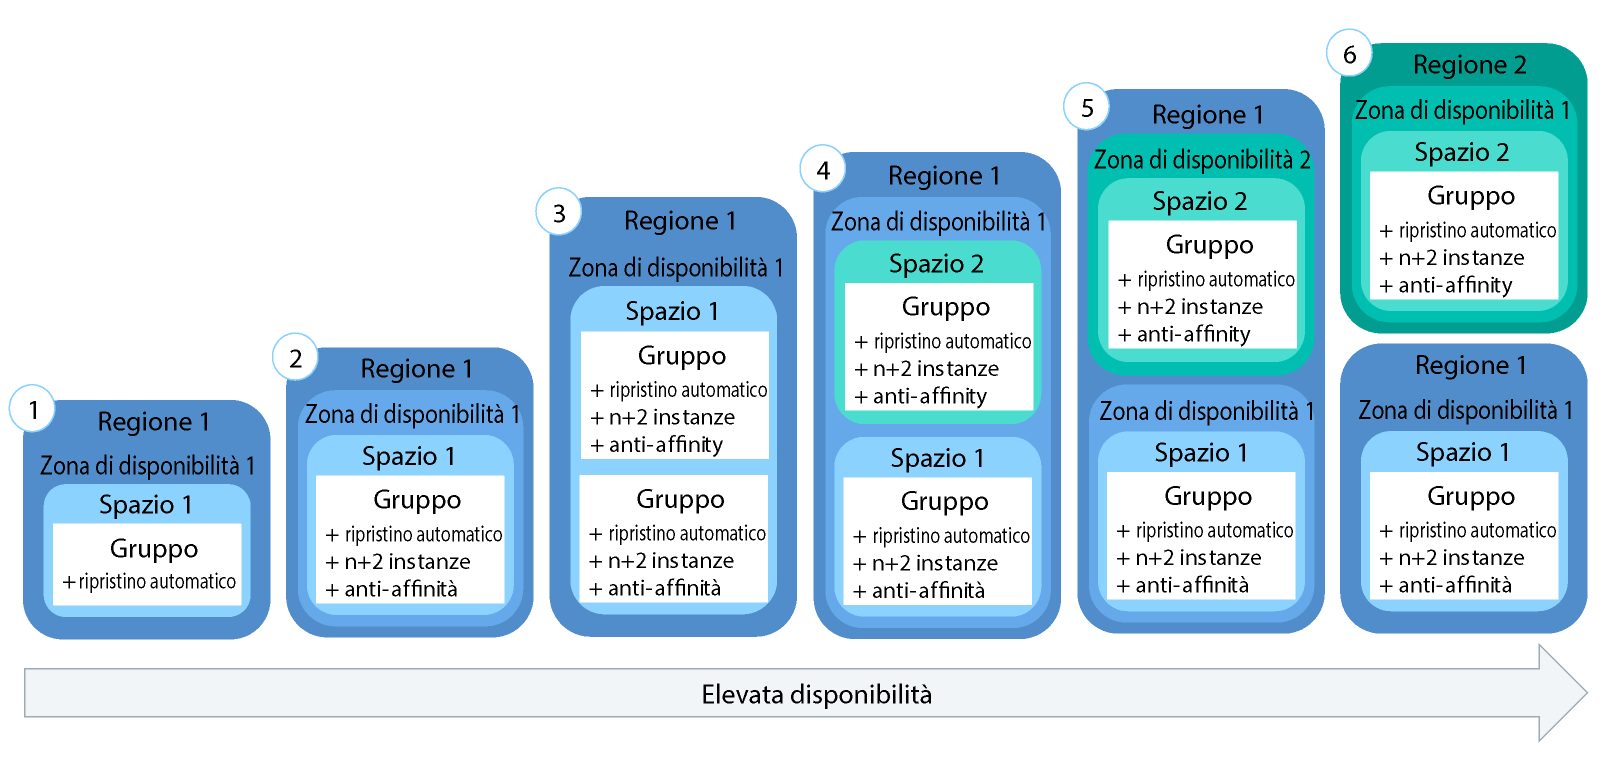 1
Regione 1
Zona di disponibilità 1
Spazio 1
Gruppo
+ ripristino automatico
2
Regione 1
Zona di disponibilità 1
Spazio 1
Gruppo
+ ripristino automatico
+ n+2 instanze
+ anti-affinità
3
Regione 1
Zona di disponibilità 1
Spazio 1
Gruppo
+ ripristino automatico
+ n+2 instanze
+ anti-affinity
Gruppo
+ ripristino automatico
+ n+2 instanze
+ anti-affinità
4
Regione 1
Zona di disponibilità 1
Spazio 2
Gruppo
+ ripristino automatico
+ n+2 instanze
+ anti-affinity
Spazio 1
Gruppo
+ ripristino automatico
+ n+2 instanze
+ anti-affinità
5
Regione 1
Zona di disponibilità 2
Spazio 2
Gruppo
+ ripristino automatico
+ n+2 instanze
+ anti-affinity
Zona di disponibilità 1
Spazio 1
Gruppo
+ ripristino automatico
+ n+2 instanze
+ anti-affinità
6
Regione 2
Zona di disponibilità 1
Spazio 2
Gruppo
+ ripristino automatico
+ n+2 instanze
+ anti-affinity
Regione 1
Zona di disponibilità 1
Spazio 1
Gruppo
+ ripristino automatico
+ n+2 instanze
+ anti-affinità
Elevata disponibilità